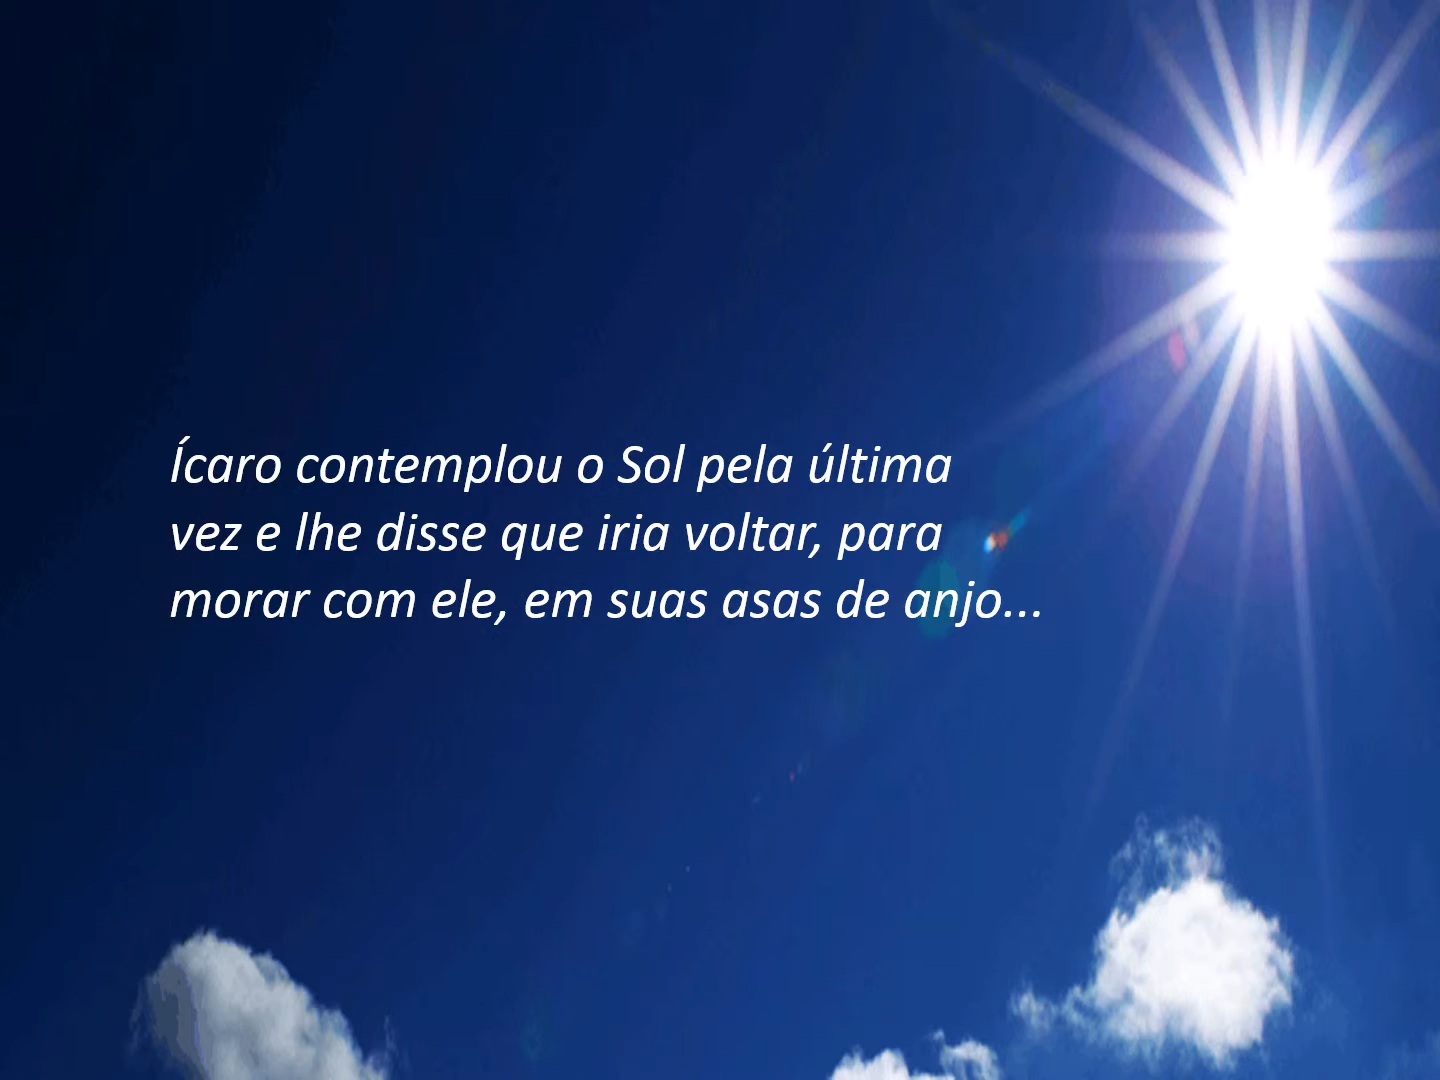 Ícaro contemplou o Sol pela última
vez e lhe disse que iria voltar, para
morar com ele, em suas asas de anjo...